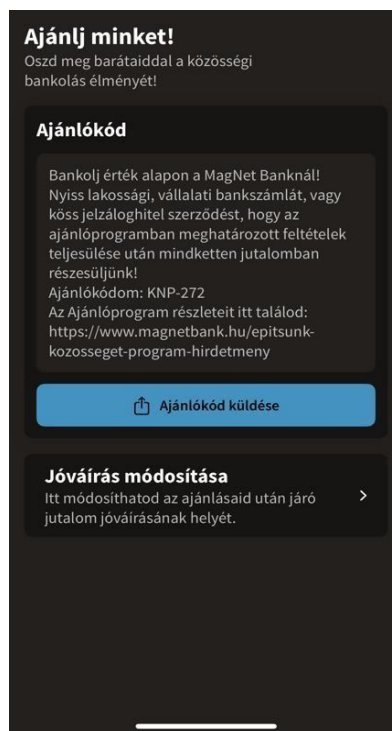 Ajánlj minket!
Oszd meg barátaiddal a közösségi
bankolás élményét!
Ajánlókód
Bankolj érték alapon a MagNet Banknál!
Nyiss lakossági, vállalati bankszámlát, vagy
köss jelzáloghitel szerződést, hogy az
ajánlóprogramban meghatározott feltételek
teljesülése után mindketten jutalomban
részesüljünk!
Ajánlókódom: KNP-272
Az Ajánlóprogram részleteit itt találod:
https://www.magnetbank.hu/epitsunk-
kozosseget-program-hirdetmeny
Ajánlókód küldése
Jóváírás módosítása
Itt módosíthatod az ajánlásaid után járó
jutalom jóváírásának helyét.